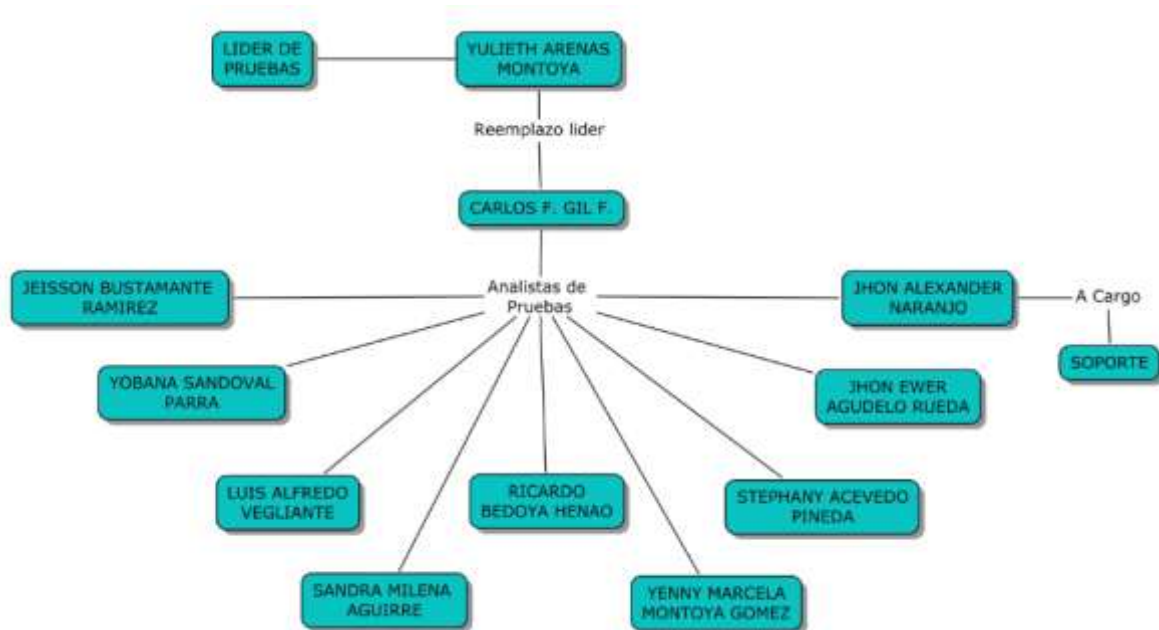 LIDER DE
PRUEBAS
YULIETH ARENAS
MONTOYA
Reemplazo lider
CARLOS F. GIL F.
JEISSON BUSTAMANTE
RAMIREZ
Analistas de
Pruebas
JHON ALEXANDER
NARANJO
A Cargo
SOPORTE
YOBANA SANDOVAL
PARRA
JHON EWER
AGUDELO RUEDA
LUIS ALFREDO
VEGLIANTE
RICARDO
BEDOYA HENAO
STEPHANY ACEVEDO
PINEDA
SANDRA MILENA
AGUIRRE
YENNY MARCELA
MONTOYA GOMEZ